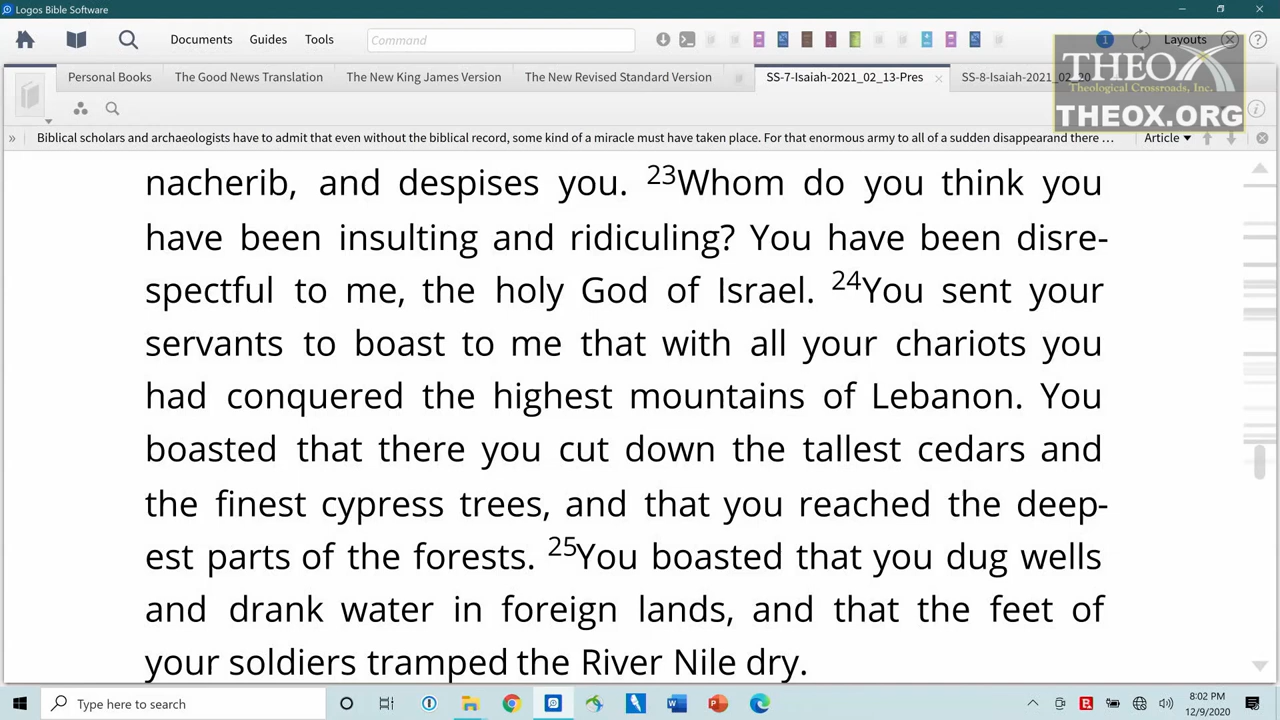 Logos Bible Software
Documents Guides Tools Command 1 Layouts
Personal Books The Good News Translation The New King James Version The New Revised Standard Version SS-7-Isaiah-2021_02_13-Pres SS-8-Isaiah-2021_02_20
THEOX
Theological Crossroads, Inc.
THEOX.ORG
» Biblical scholars and archaeologists have to admit that even without the biblical record, some kind of a miracle must have taken place. For that enormous army to all of a sudden disappearand there ... Article
nacherib, and despises you. 23Whom do you think you
have been insulting and ridiculing? You have been disre-
spectful to me, the holy God of Israel. 24You sent your
servants to boast to me that with all your chariots you
had conquered the highest mountains of Lebanon. You
boasted that there you cut down the tallest cedars and
the finest cypress trees, and that you reached the deep-
est parts of the forests. 25You boasted that you dug wells
and drank water in foreign lands, and that the feet of
your soldiers tramped the River Nile dry.
Type here to search
8:02 PM
12/9/2020